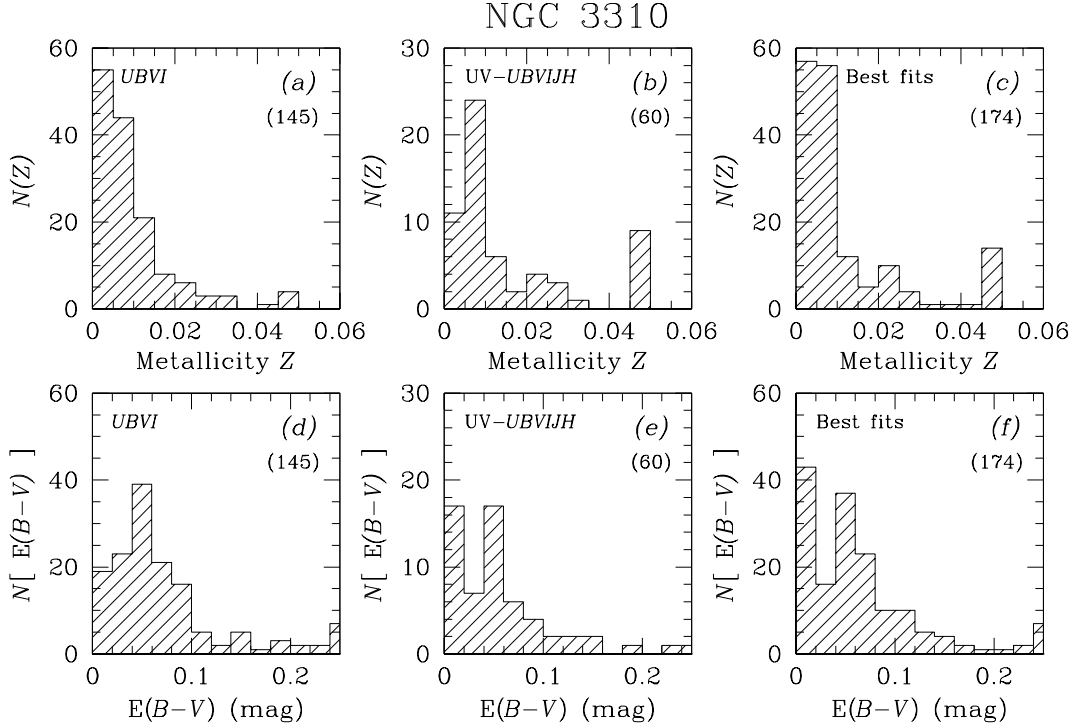 NGC 3310
60
40
20
0
N(Z)
UBVI
(a)
(145)
0
0.02
0.04
0.06
Metallicity Z
30
20
10
0
N(Z)
UV-UBVIJH
(b)
(60)
0
0.02
0.04
0.06
Metallicity Z
60
40
20
0
N(Z)
Best fits
(c)
(174)
0
0.02
0.04
0.06
Metallicity Z
60
40
20
0
N[ E(B-V) ]
UBVI
(d)
(145)
0
0.1
0.2
E(B-V) (mag)
30
20
10
0
N[ E(B-V) ]
UV-UBVIJH
(e)
(60)
0
0.1
0.2
E(B-V) (mag)
60
40
20
0
N[ E(B-V) ]
Best fits
(f)
(174)
0
0.1
0.2
E(B-V) (mag)